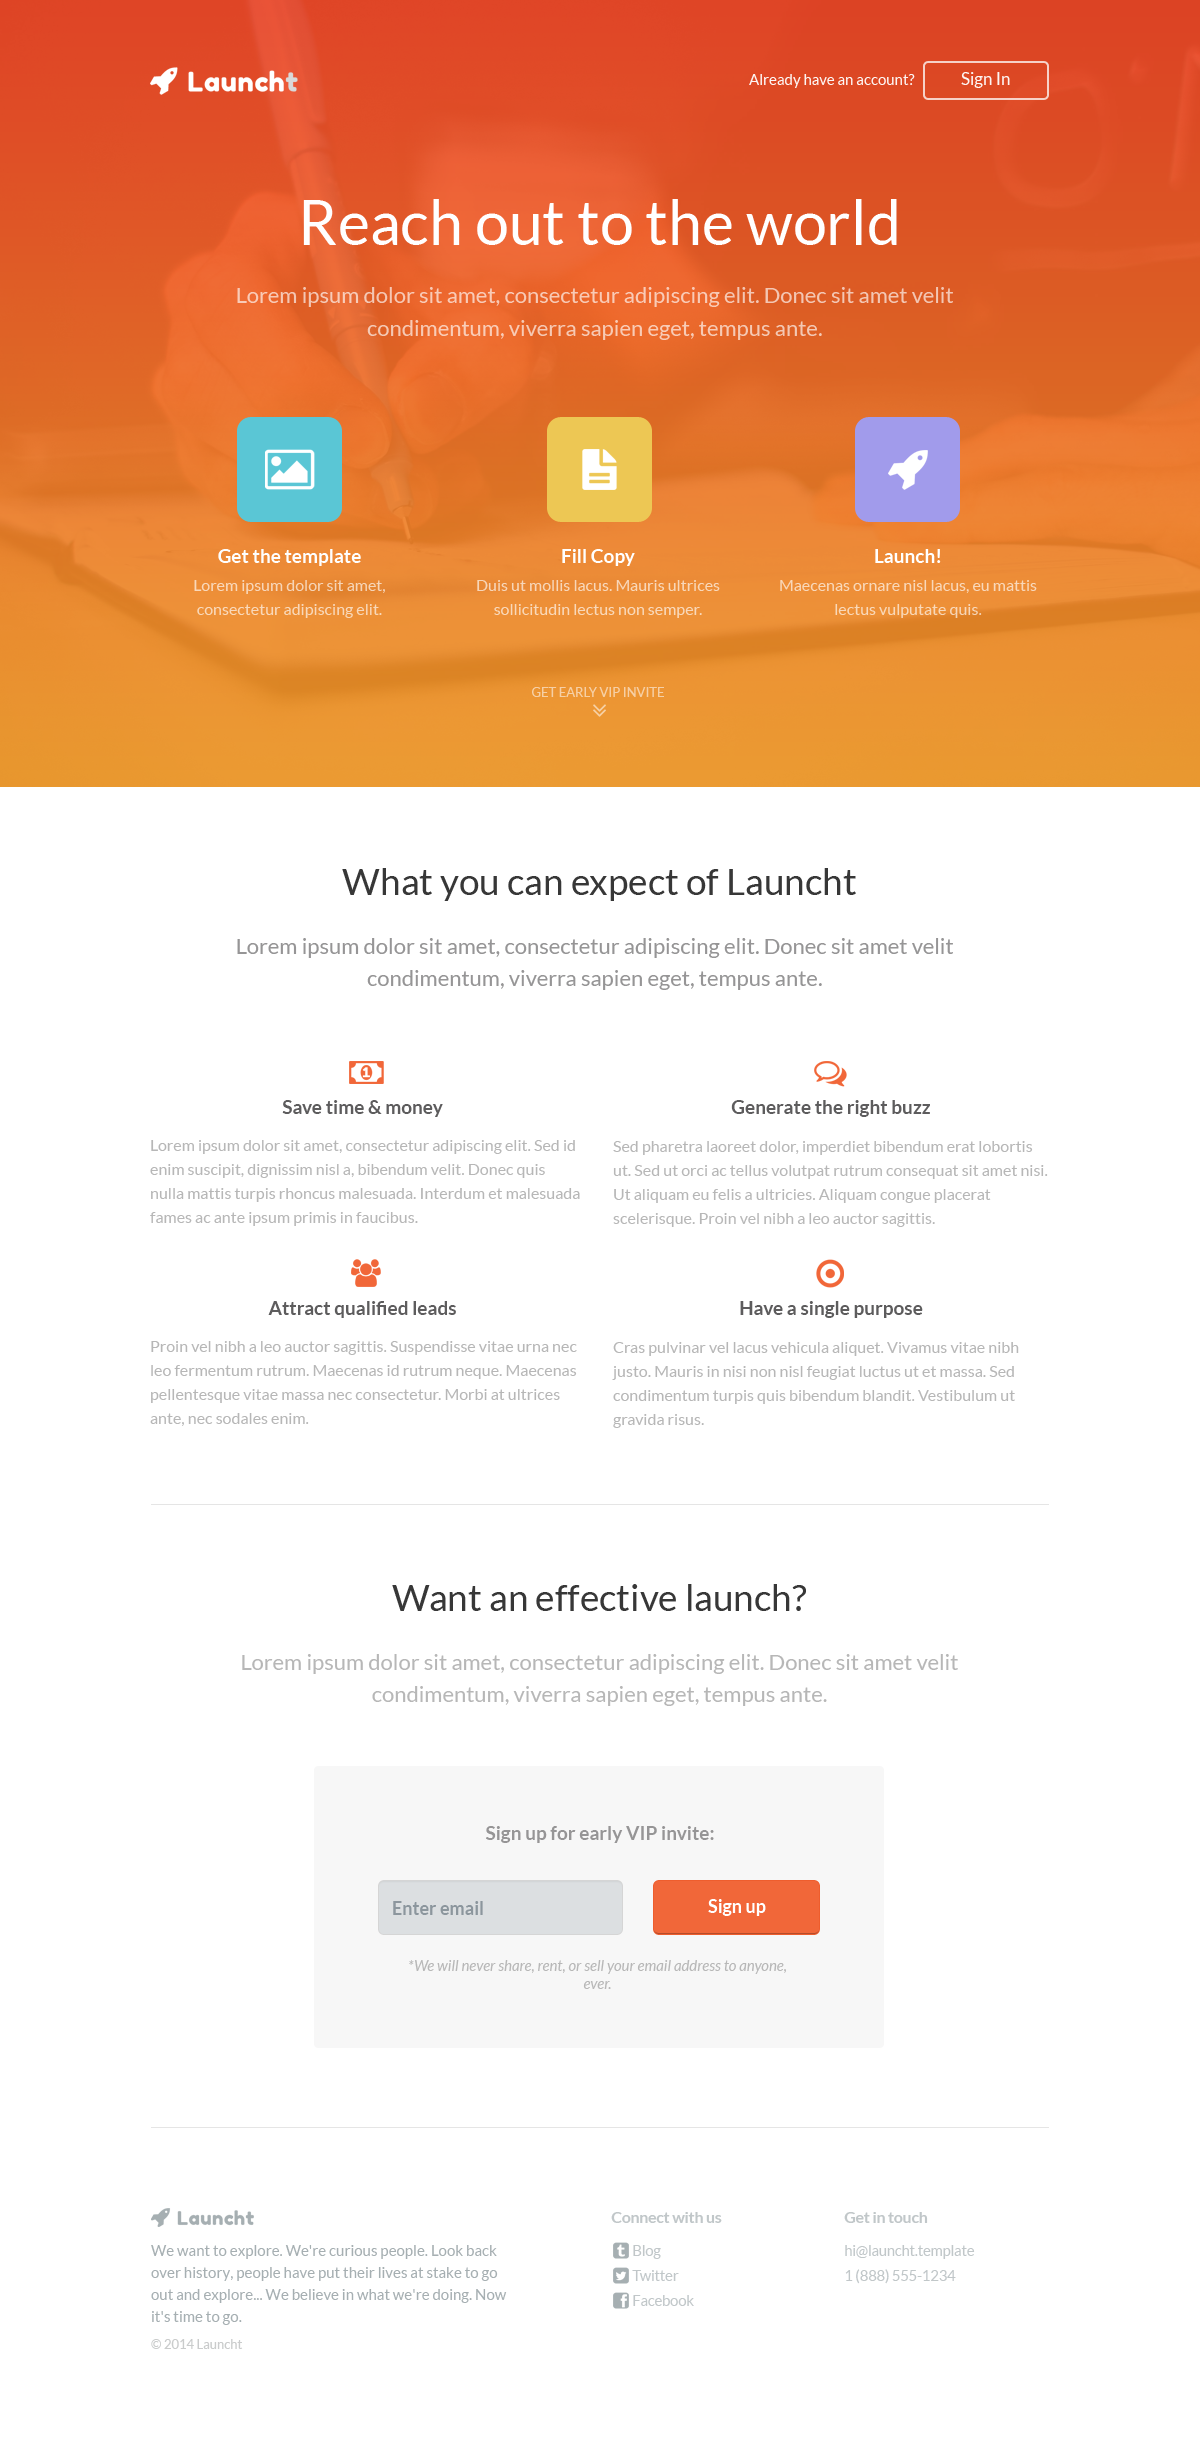 Launcht
Already have an account?
Sign In
Reach out to the world
Lorem ipsum dolor sit amet, consectetur adipiscing elit. Donec sit amet velit
condimentum, viverra sapien eget, tempus ante.
Get the template
Lorem ipsum dolor sit amet,
consectetur adipiscing elit.
Fill Copy
Duis ut mollis lacus. Mauris ultrices
sollicitudin lectus non semper.
Launch!
Maecenas ornare nisl lacus, eu mattis
lectus vulputate quis.
GET EARLY VIP INVITE
What you can expect of Launcht
Lorem ipsum dolor sit amet, consectetur adipiscing elit. Donec sit amet velit
condimentum, viverra sapien eget, tempus ante.
Save time & money
Lorem ipsum dolor sit amet, consectetur adipiscing elit. Sed id
enim suscipit, dignissim nisl a, bibendum velit. Donec quis
nulla mattis turpis rhoncus malesuada. Interdum et malesuada
fames ac ante ipsum primis in faucibus.
Generate the right buzz
Sed pharetra laoreet dolor, imperdiet bibendum erat lobortis
ut. Sed ut orci ac tellus volutpat rutrum consequat sit amet nisi.
Ut aliquam eu felis a ultricies. Aliquam congue placerat
scelerisque. Proin vel nibh a leo auctor sagittis.
Attract qualified leads
Proin vel nibh a leo auctor sagittis. Suspendisse vitae urna nec
leo fermentum rutrum. Maecenas id rutrum neque. Maecenas
pellentesque vitae massa nec consectetur. Morbi at ultrices
ante, nec sodales enim.
Have a single purpose
Cras pulvinar vel lacus vehicula aliquet. Vivamus vitae nibh
justo. Mauris in nisi non nisl feugiat luctus ut et massa. Sed
condimentum turpis quis bibendum blandit. Vestibulum ut
gravida risus.
Want an effective launch?
Lorem ipsum dolor sit amet, consectetur adipiscing elit. Donec sit amet velit
condimentum, viverra sapien eget, tempus ante.
Sign up for early VIP invite:
Enter email
Sign up
*We will never share, rent, or sell your email address to anyone,
ever.
Launcht
We want to explore. We're curious people. Look back
over history, people have put their lives at stake to go
out and explore... We believe in what we're doing. Now
it's time to go.
© 2014 Launcht
Connect with us
Blog
Twitter
Facebook
Get in touch
hi@launcht.template
1 (888) 555-1234